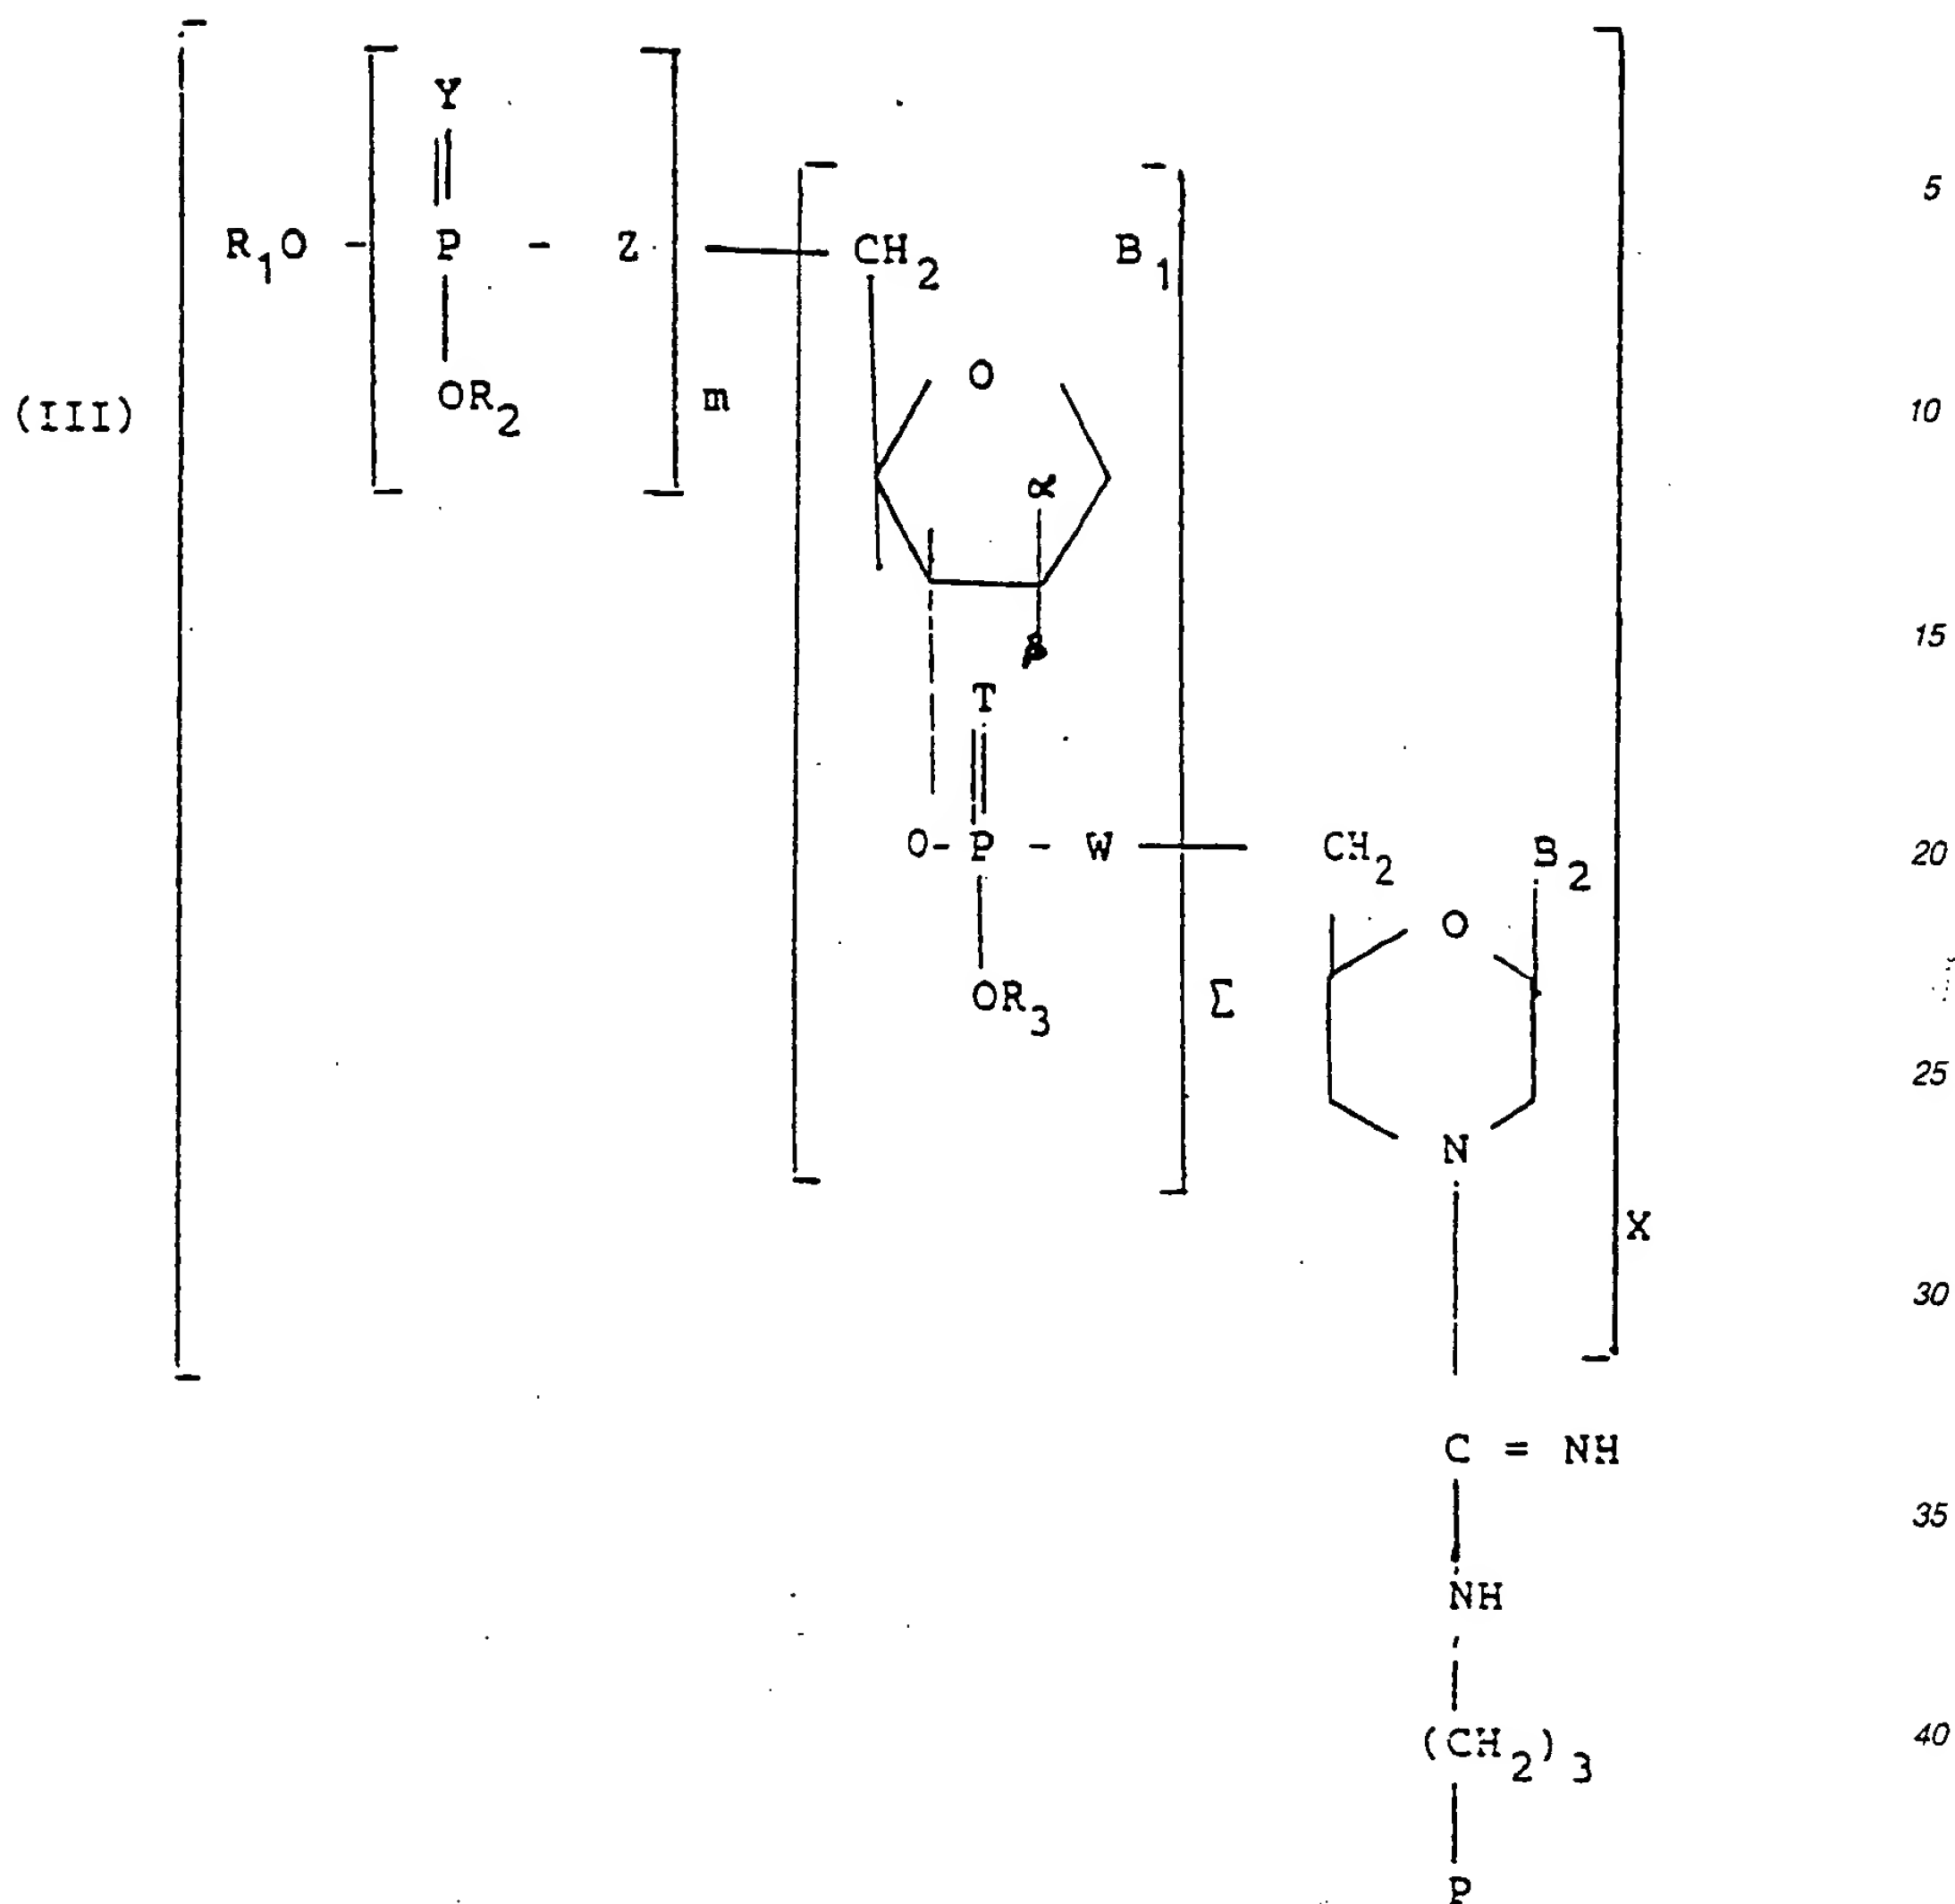 Y
5
R1O - P - Z CH2 B1
O
OR2 m
(III) 10
α
β 15
T
O - P - W CH2 B2 20
O
OR3 Σ
25
N
X
30
C = NH
35
NH
(CH2)3 40
P